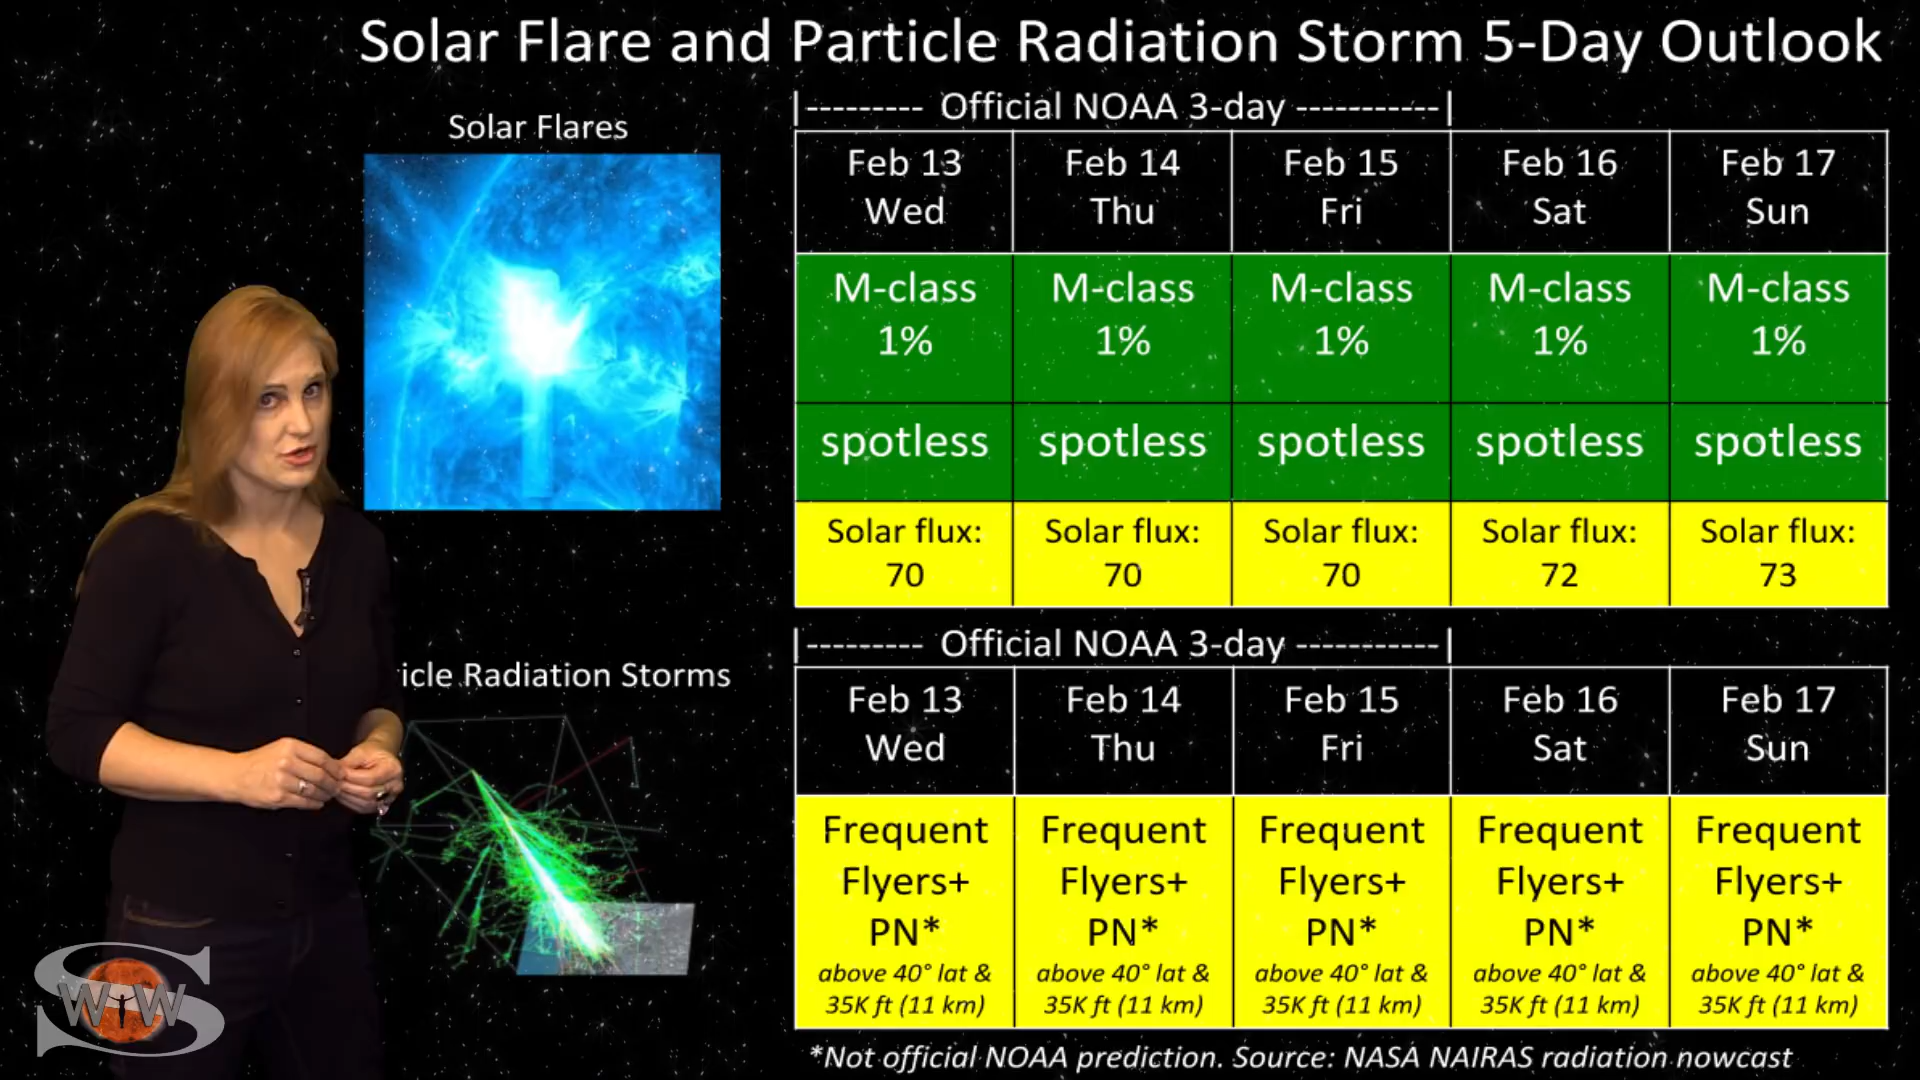 Solar Flare and Particle Radiation Storm 5-Day Outlook
Solar Flares
|--------- Official NOAA 3-day -----------|
Feb 13 Wed
Feb 14 Thu
Feb 15 Fri
Feb 16 Sat
Feb 17 Sun
M-class 1%
M-class 1%
M-class 1%
M-class 1%
M-class 1%
spotless
spotless
spotless
spotless
spotless
Solar flux: 70
Solar flux: 70
Solar flux: 70
Solar flux: 72
Solar flux: 73
icle Radiation Storms
|--------- Official NOAA 3-day -----------|
Feb 13 Wed
Feb 14 Thu
Feb 15 Fri
Feb 16 Sat
Feb 17 Sun
Frequent Flyers+ PN* above 40° lat & 35K ft (11 km)
Frequent Flyers+ PN* above 40° lat & 35K ft (11 km)
Frequent Flyers+ PN* above 40° lat & 35K ft (11 km)
Frequent Flyers+ PN* above 40° lat & 35K ft (11 km)
Frequent Flyers+ PN* above 40° lat & 35K ft (11 km)
*Not official NOAA prediction. Source: NASA NAIRAS radiation nowcast
S
WiW